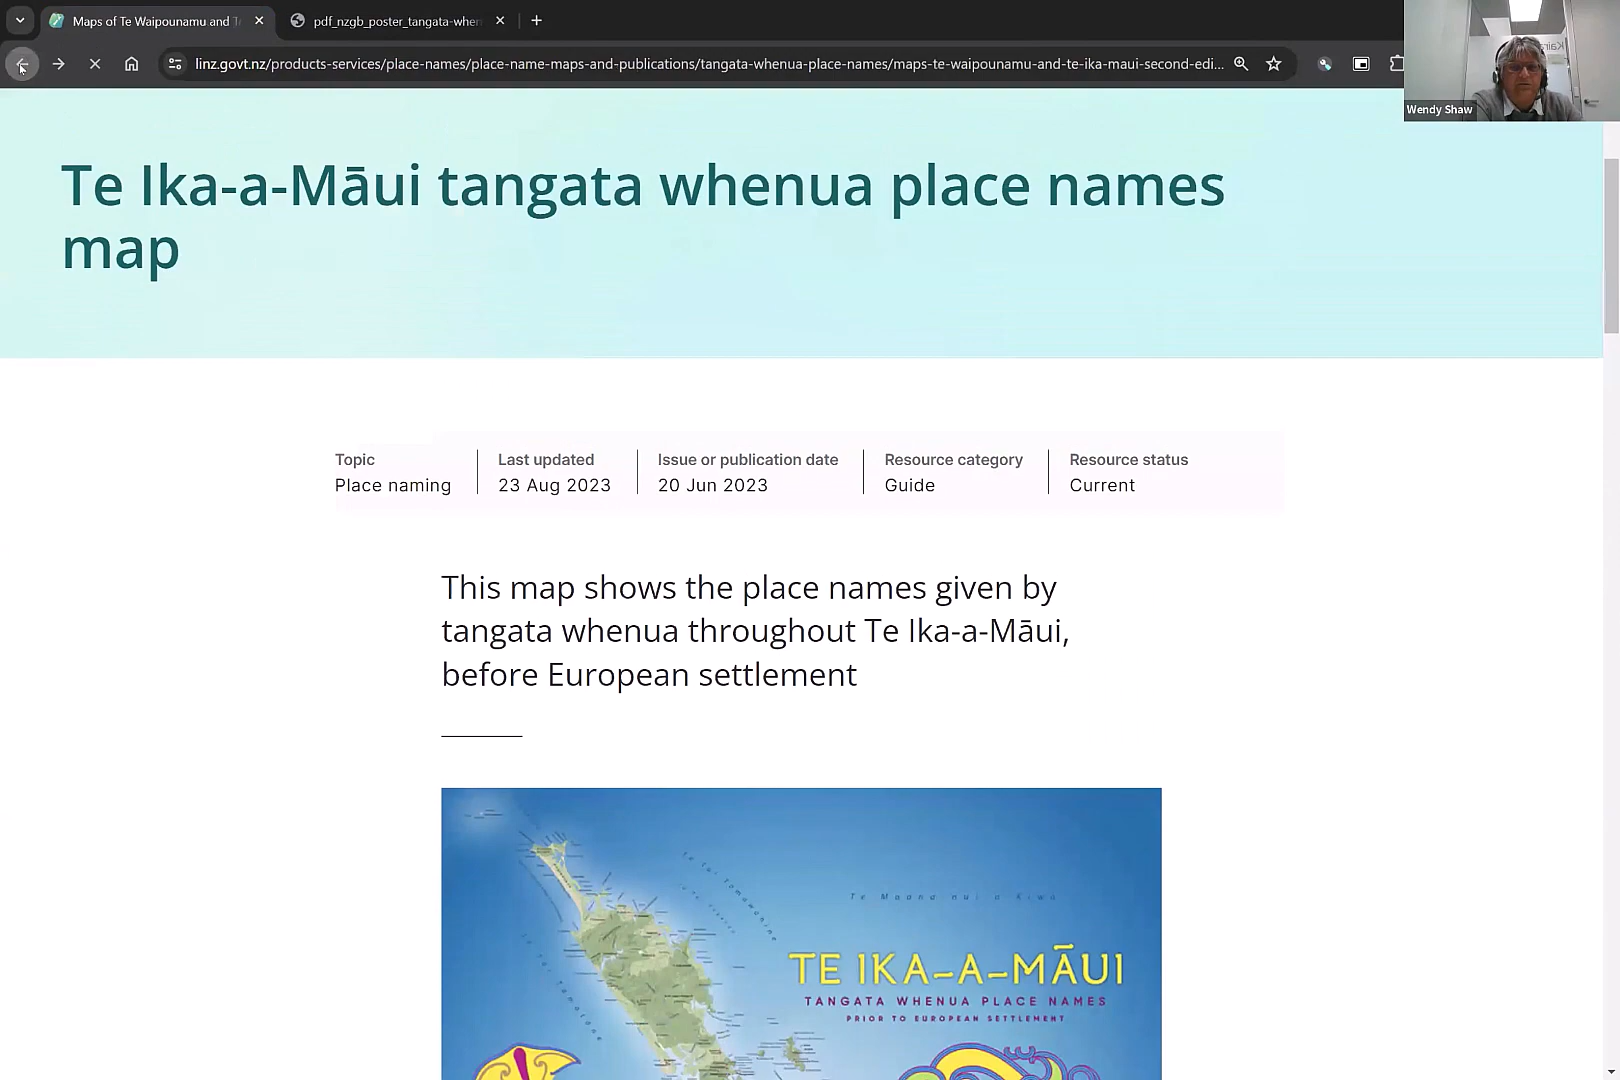 Maps of Te Waipounamu and Te
pdf_nzgb_poster_tangata-when
linz.govt.nz/products-services/place-names/place-name-maps-and-publications/tangata-whenua-place-names/maps-te-waipounamu-and-te-ika-maui-second-edi...
Wendy Shaw
Te Ika-a-Māui tangata whenua place names
map
Topic
Place naming
Last updated
23 Aug 2023
Issue or publication date
20 Jun 2023
Resource category
Guide
Resource status
Current
This map shows the place names given by
tangata whenua throughout Te Ika-a-Māui,
before European settlement
Te Moana nui a Kiwa
TE IKA-A-MĀUI
TANGATA WHENUA PLACE NAMES
PRIOR TO EUROPEAN SETTLEMENT